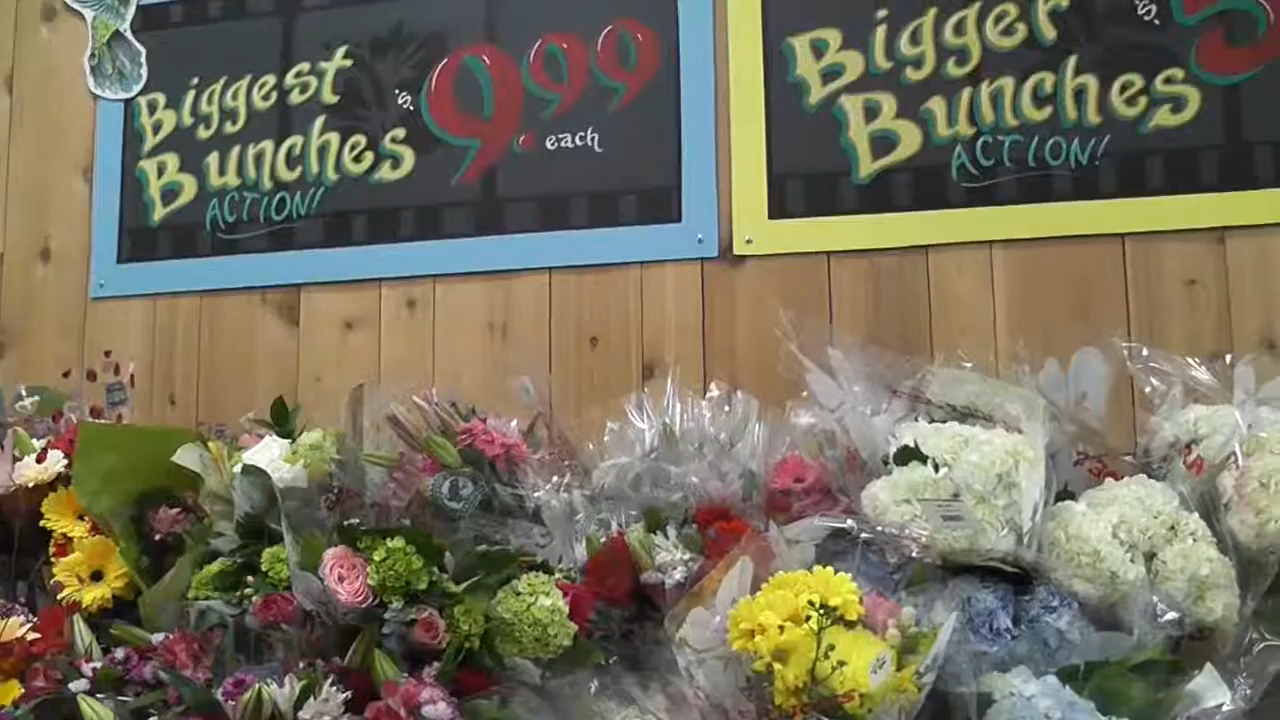 Biggest
Bunches
ACTION!
$9.99
each
Bigger
Bunches
ACTION!